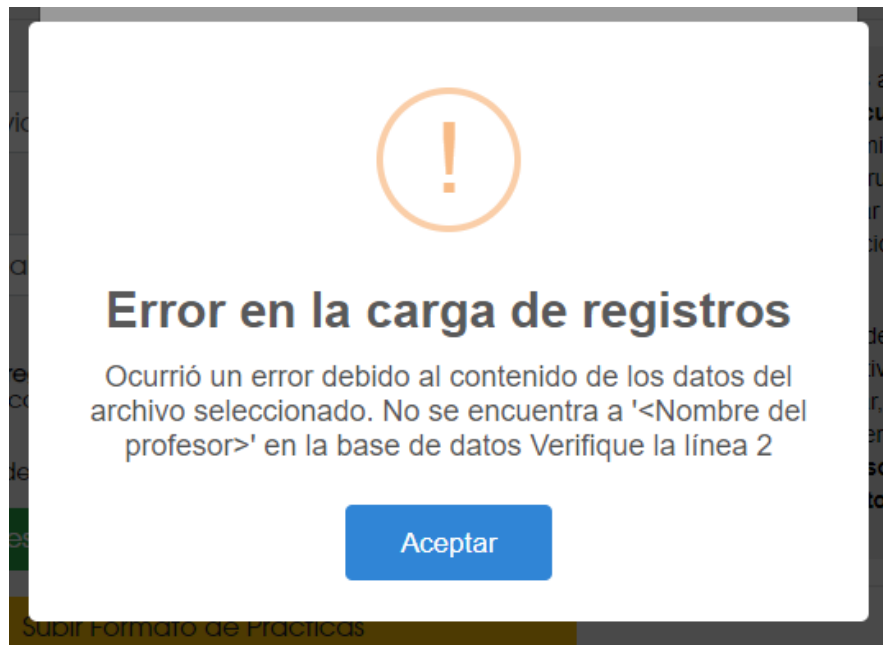 !
Error en la carga de registros
Ocurrió un error debido al contenido de los datos del
archivo seleccionado. No se encuentra a '<Nombre del
profesor>' en la base de datos Verifique la línea 2
Aceptar
Subir Formato de Prácticas